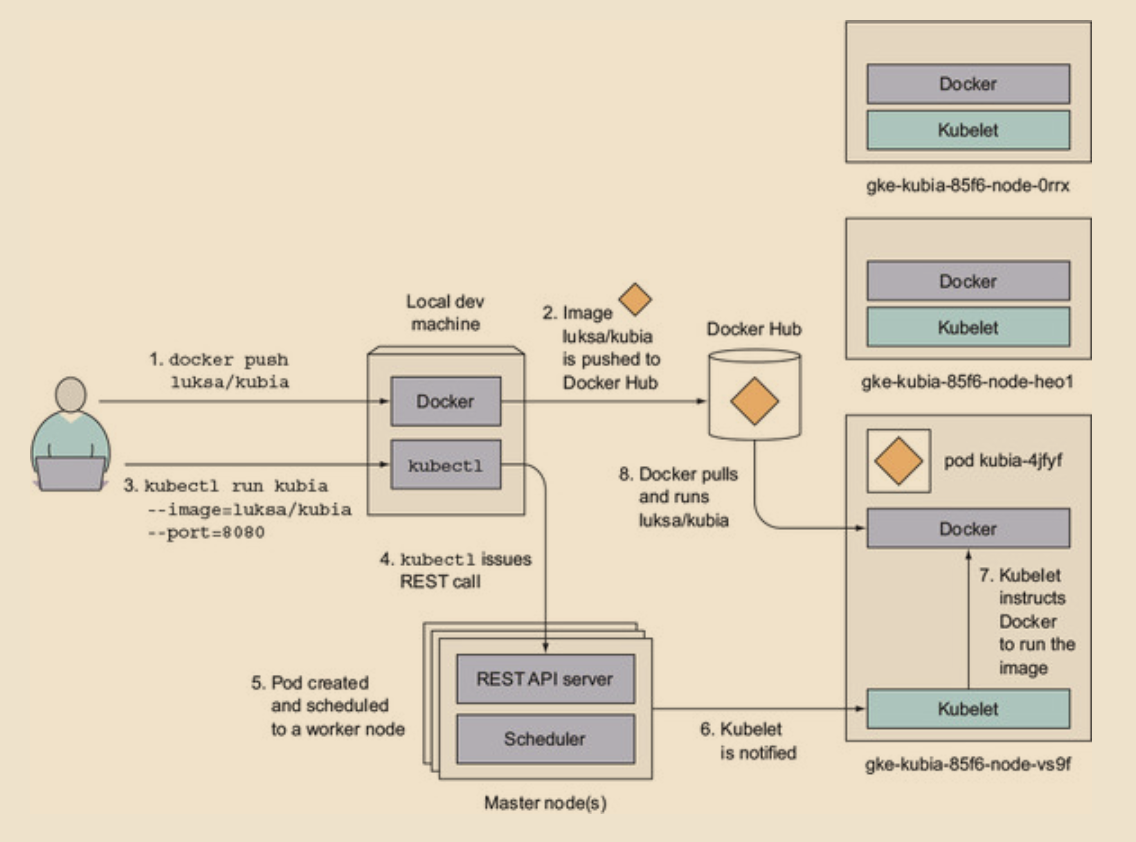 Docker
Kubelet
gke-kubia-85f6-node-0rrx
Docker
Kubelet
gke-kubia-85f6-node-heo1
Local dev
machine
1. docker push
luksa/kubia
Docker
kubectl
2. Image
luksa/kubia
is pushed to
Docker Hub
Docker Hub
3. kubectl run kubia
--image=luksa/kubia
--port=8080
4. kubectl issues
REST call
5. Pod created
and scheduled
to a worker node
REST API server
Scheduler
Master node(s)
6. Kubelet
is notified
8. Docker pulls
and runs
luksa/kubia
pod kubia-4jfyf
Docker
7. Kubelet
instructs
Docker
to run the
image
Kubelet
gke-kubia-85f6-node-vs9f